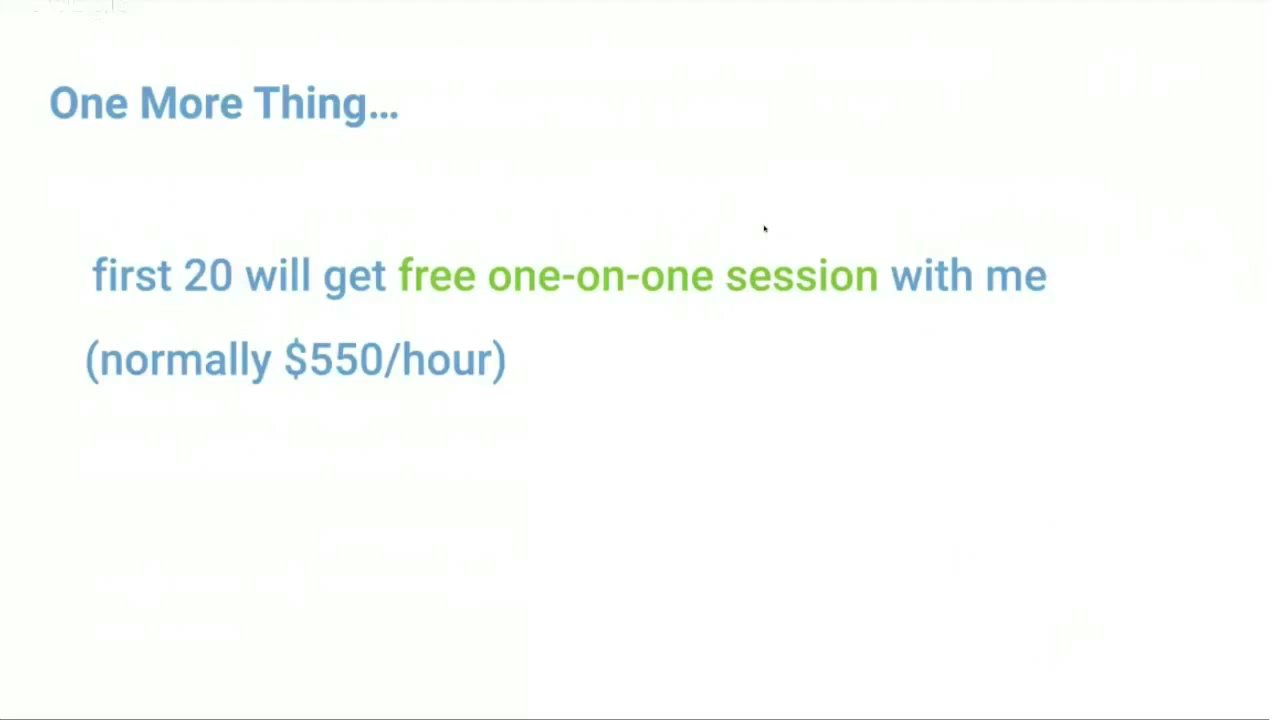 One More Thing...
first 20 will get free one-on-one session with me
(normally $550/hour)